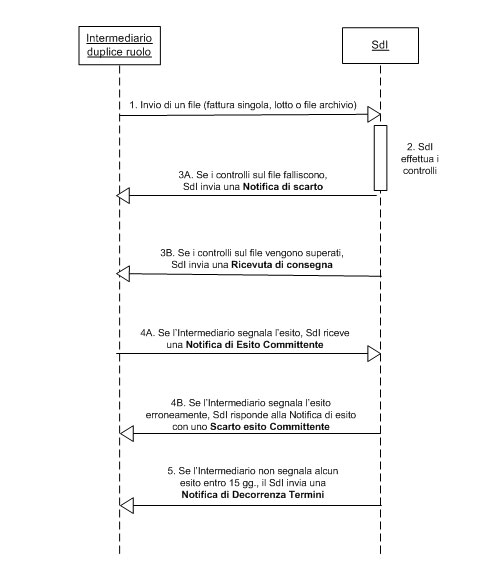 Intermediario
duplice ruolo
SdI
1. Invio di un file (fattura singola, lotto o file archivio)
2. SdI
effettua i
controlli
3A. Se i controlli sul file falliscono,
SdI invia una Notifica di scarto
3B. Se i controlli sul file vengono superati,
SdI invia una Ricevuta di consegna
4A. Se l'Intermediario segnala l'esito, SdI riceve
una Notifica di Esito Committente
4B. Se l'Intermediario segnala l'esito
erroneamente, SdI risponde alla Notifica di esito
con uno Scarto esito Committente
5. Se l'Intermediario non segnala alcun
esito entro 15 gg., il SdI invia una
Notifica di Decorrenza Termini